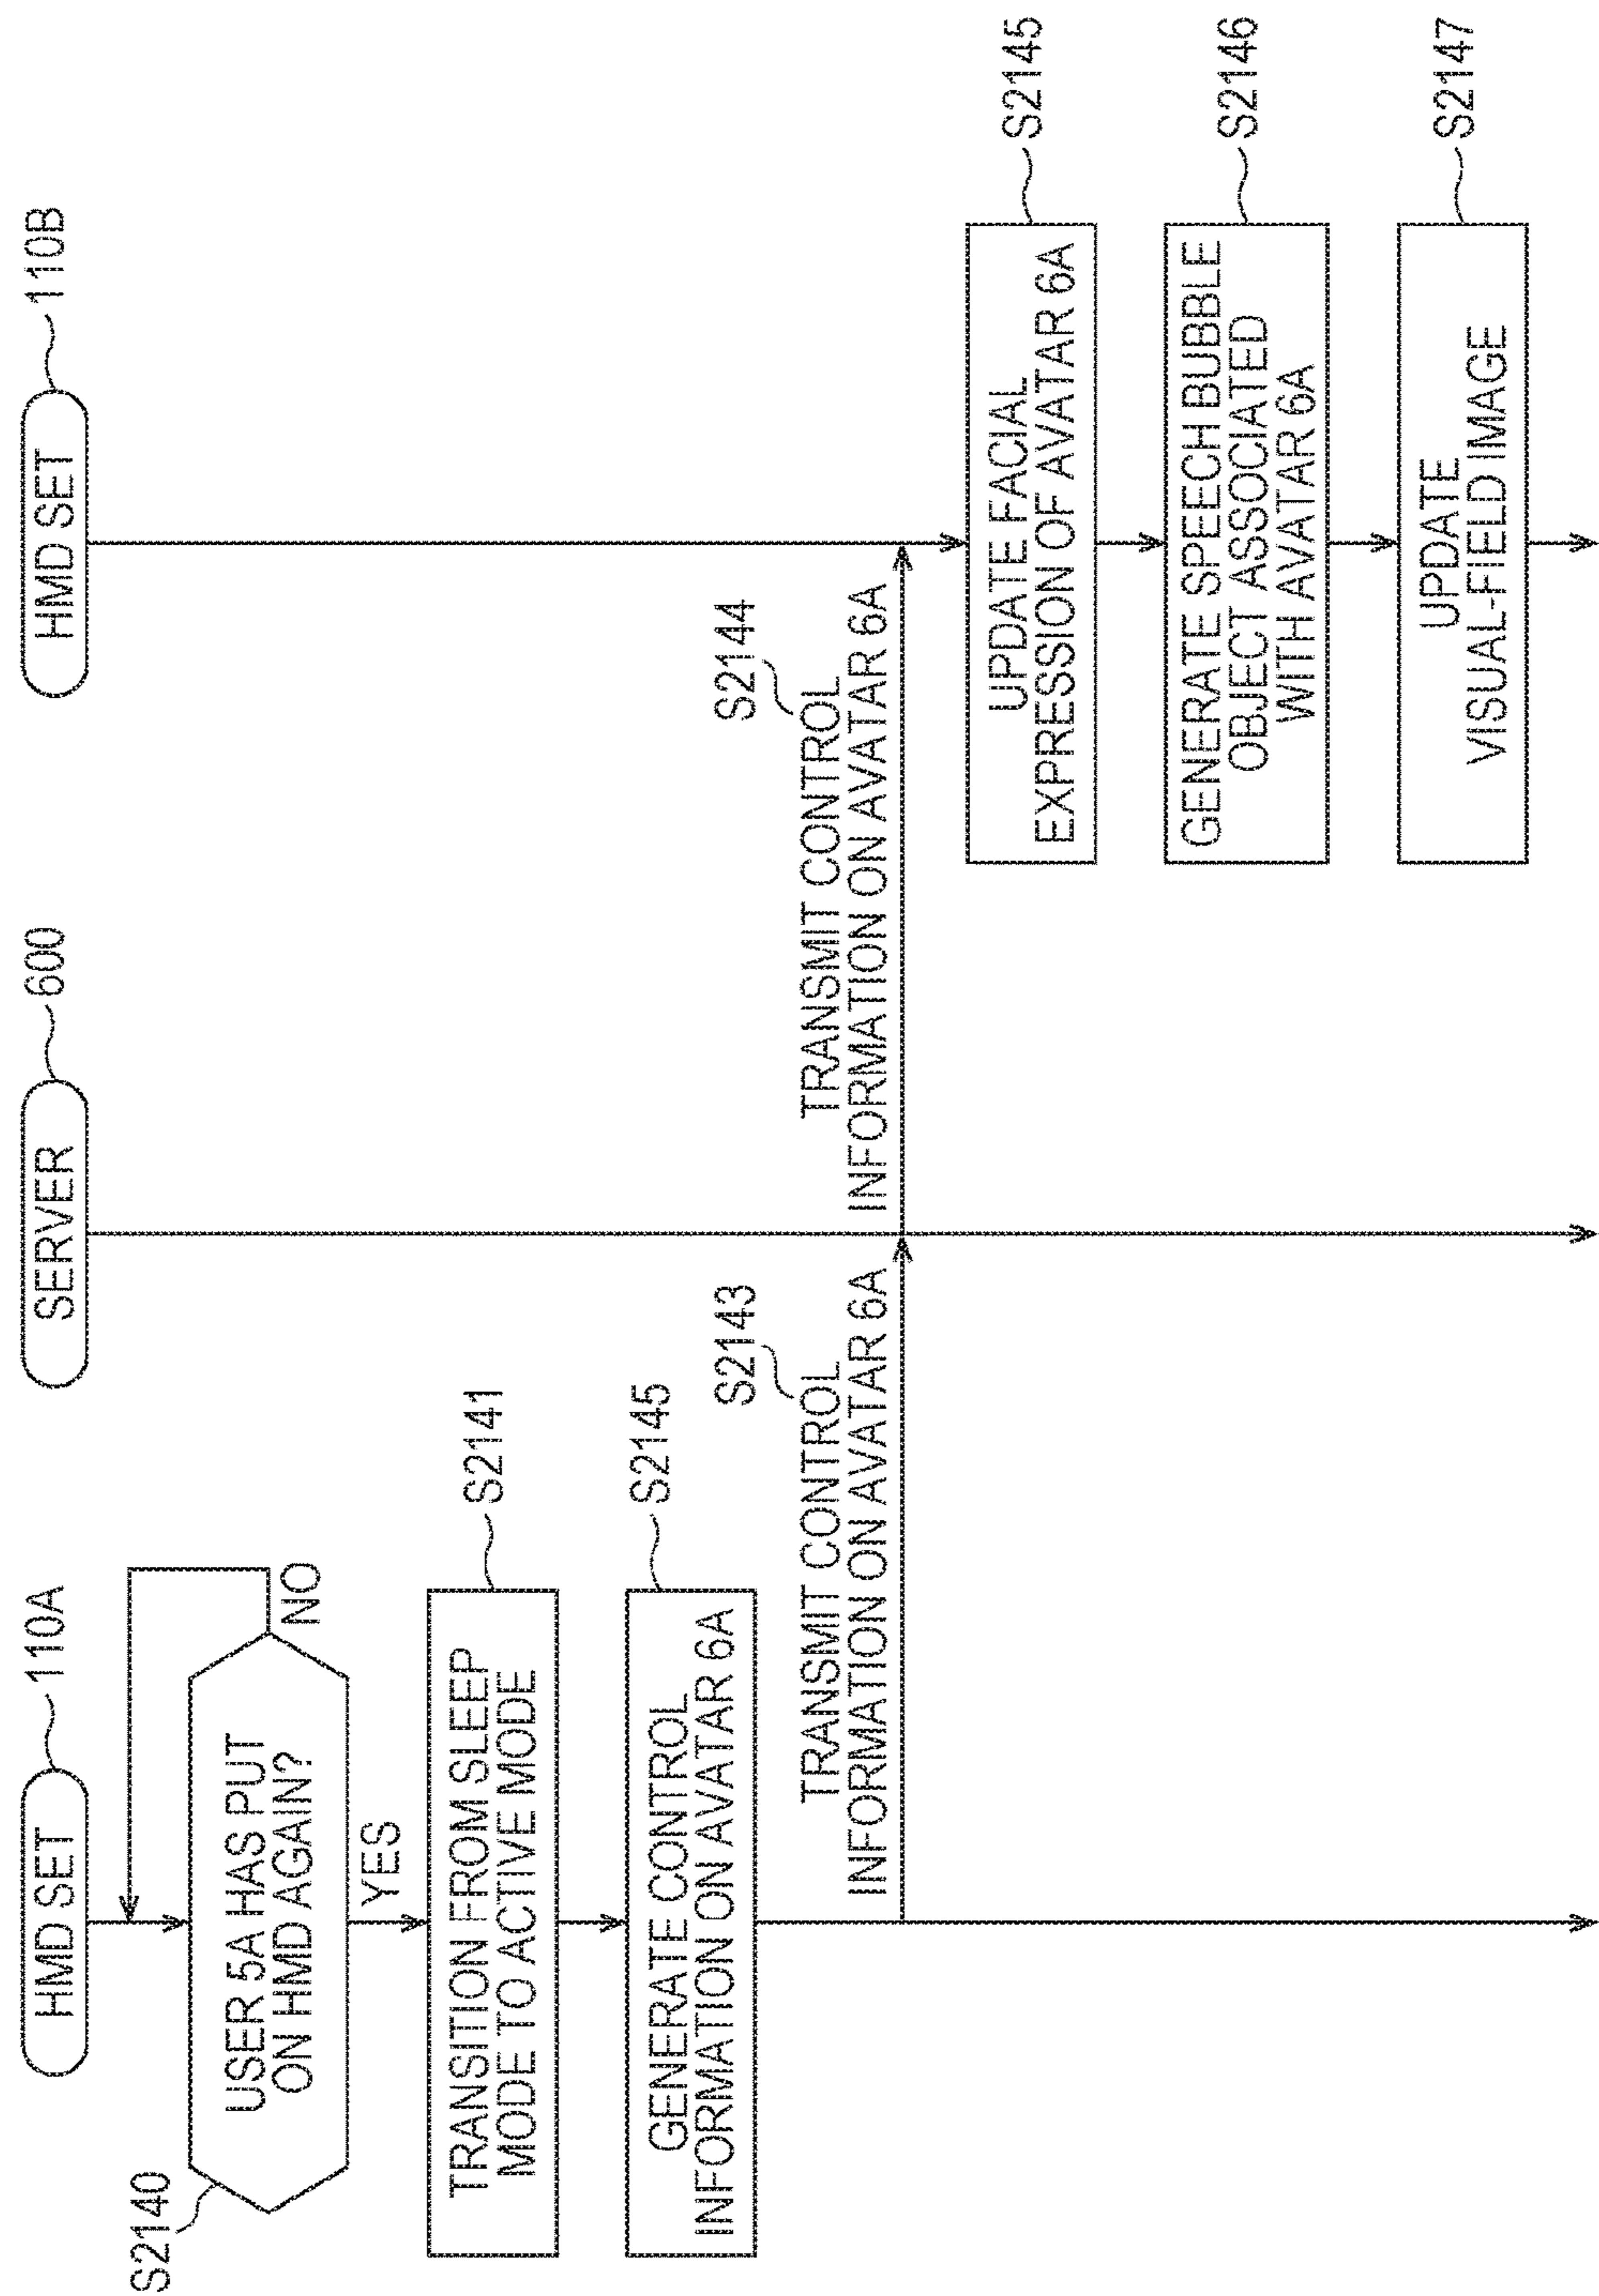 HMD SET
110A
SERVER
600
HMD SET
110B
S2140
USER 5A HAS PUT
ON HMD AGAIN?
NO
YES
TRANSITION FROM SLEEP
MODE TO ACTIVE MODE
S2141
GENERATE CONTROL
INFORMATION ON AVATAR 6A
S2145
S2143
TRANSMIT CONTROL
INFORMATION ON AVATAR 6A
S2144
TRANSMIT CONTROL
INFORMATION ON AVATAR 6A
UPDATE FACIAL
EXPRESSION OF AVATAR 6A
S2145
GENERATE SPEECH BUBBLE
OBJECT ASSOCIATED
WITH AVATAR 6A
S2146
UPDATE
VISUAL-FIELD IMAGE
S2147